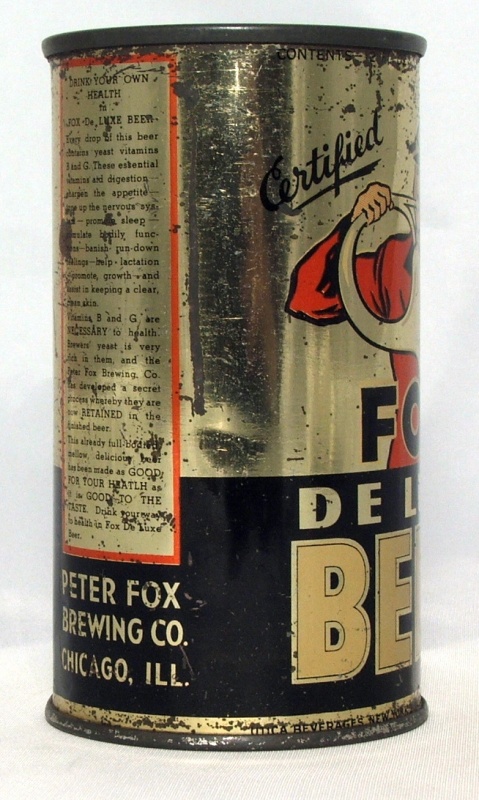 DRINK YOUR OWN
HEALTH
in
FOX De LUXE BEER
Every drop of this beer
contains yeast vitamins
B and G. These essential
vitamins aid digestion
sharpen the appetite—
tone up the nervous sys-
promote sleep
bodily func-
banish run-down
help lactation
promote growth and
assist in keeping a clear,
clean skin.
Vitamins B and G are
NECESSARY to health.
Brewers' yeast is very
rich in them, and the
Peter Fox Brewing Co.
has developed a secret
process whereby they are
now RETAINED in the
finished beer.
This already full-bodied
mellow, delicious beer
has been made as GOOD
FOR YOUR HEATLH as
it is GOOD TO THE
TASTE. Drink yourself
to health in Fox De Luxe
Beer.
PETER FOX
BREWING CO.
CHICAGO, ILL.
CONTENTS
Certified
FO
DE L
BE
BEVERAGES NEW